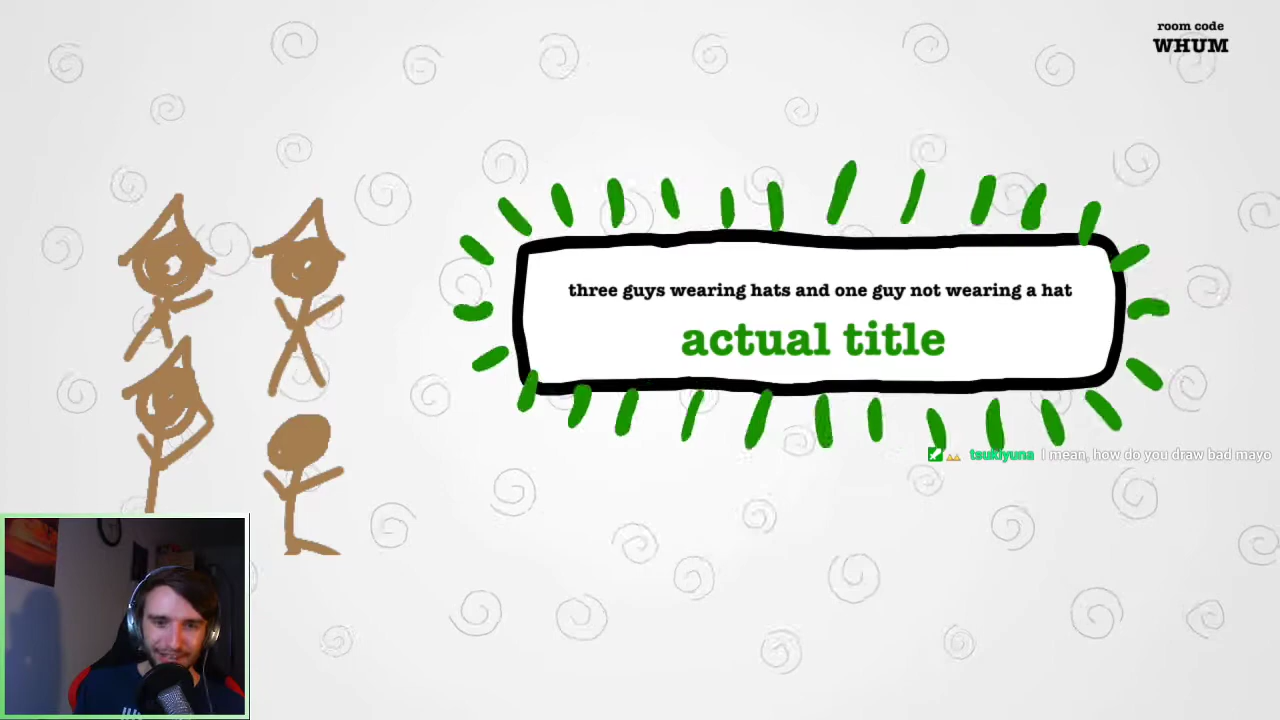 room code
WHUM
three guys wearing hats and one guy not wearing a hat
actual title
tsukiyuna I mean, how do you draw bad mayo